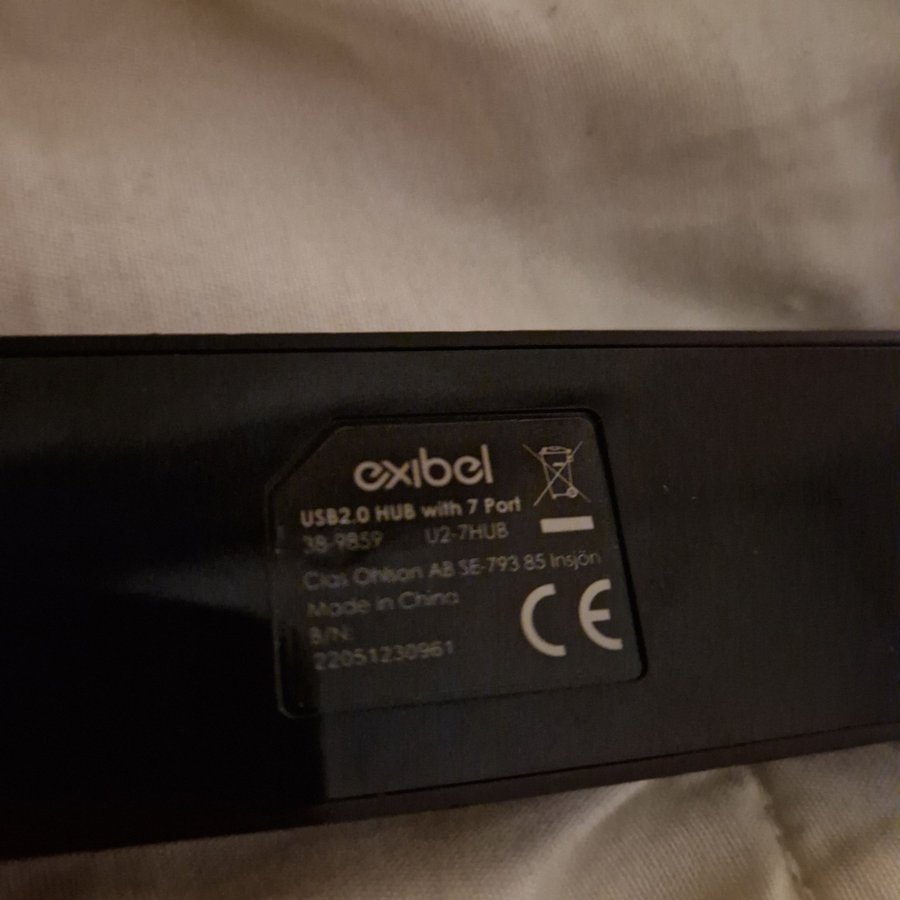 exibel
USB2.0 HUB with 7 Port
38-9859 U2-7HUB
Clas Ohlson AB SE-793 85 Insjön
Made in China
B/N:
22051230961
CE